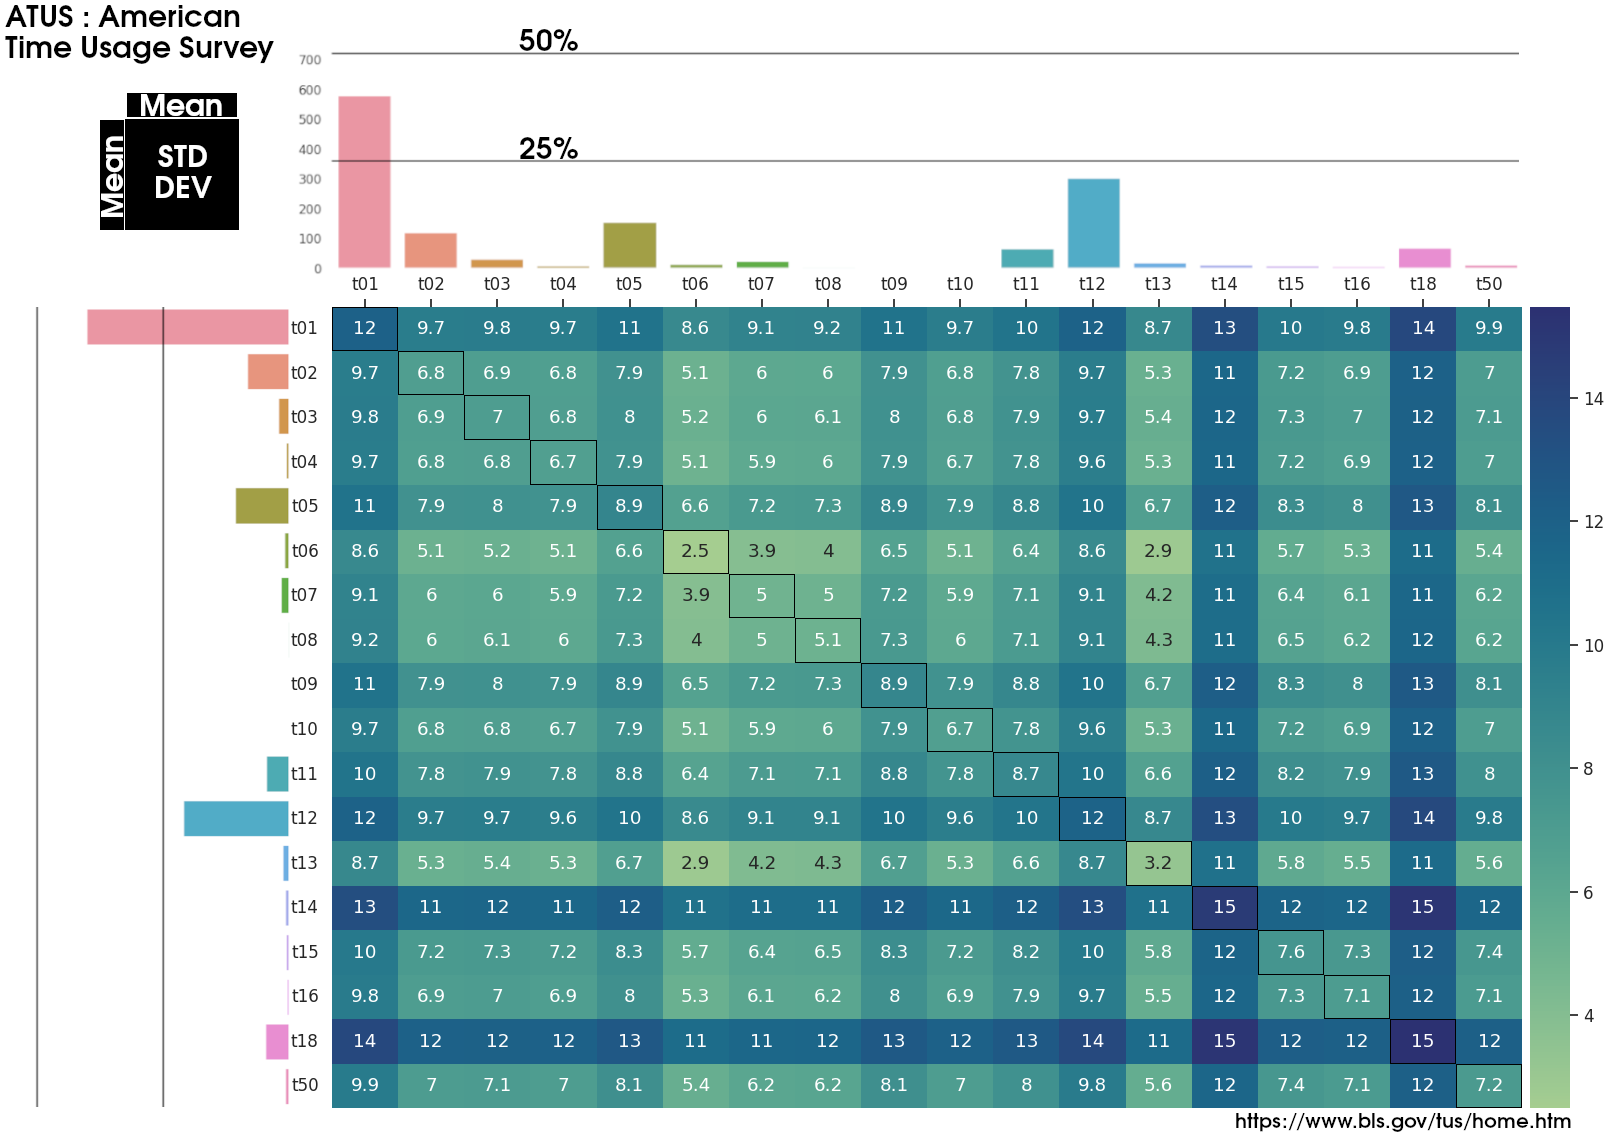 ATUS : American
Time Usage Survey
50%
700
600
Mean
500
Mean
STD
DEV
400
25%
300
200
100
0
t01 t02 t03 t04 t05 t06 t07 t08 t09 t10 t11 t12 t13 t14 t15 t16 t18 t50
t01 12 9.7 9.8 9.7 11 8.6 9.1 9.2 11 9.7 10 12 8.7 13 10 9.8 14 9.9
t02 9.7 6.8 6.9 6.8 7.9 5.1 6 6 7.9 6.8 7.8 9.7 5.3 11 7.2 6.9 12 7
t03 9.8 6.9 7 6.8 8 5.2 6 6.1 8 6.8 7.9 9.7 5.4 12 7.3 7 12 7.1
t04 9.7 6.8 6.8 6.7 7.9 5.1 5.9 6 7.9 6.7 7.8 9.6 5.3 11 7.2 6.9 12 7
t05 11 7.9 8 7.9 8.9 6.6 7.2 7.3 8.9 7.9 8.8 10 6.7 12 8.3 8 13 8.1
t06 8.6 5.1 5.2 5.1 6.6 2.5 3.9 4 6.5 5.1 6.4 8.6 2.9 11 5.7 5.3 11 5.4
t07 9.1 6 6 5.9 7.2 3.9 5 5 7.2 5.9 7.1 9.1 4.2 11 6.4 6.1 11 6.2
t08 9.2 6 6.1 6 7.3 4 5 5.1 7.3 6 7.1 9.1 4.3 11 6.5 6.2 12 6.2
t09 11 7.9 8 7.9 8.9 6.5 7.2 7.3 8.9 7.9 8.8 10 6.7 12 8.3 8 13 8.1
t10 9.7 6.8 6.8 6.7 7.9 5.1 5.9 6 7.9 6.7 7.8 9.6 5.3 11 7.2 6.9 12 7
t11 10 7.8 7.9 7.8 8.8 6.4 7.1 7.1 8.8 7.8 8.7 10 6.6 12 8.2 7.9 13 8
t12 12 9.7 9.7 9.6 10 8.6 9.1 9.1 10 9.6 10 12 8.7 13 10 9.7 14 9.8
t13 8.7 5.3 5.4 5.3 6.7 2.9 4.2 4.3 6.7 5.3 6.6 8.7 3.2 11 5.8 5.5 11 5.6
t14 13 11 12 11 12 11 11 11 12 11 12 13 11 15 12 12 15 12
t15 10 7.2 7.3 7.2 8.3 5.7 6.4 6.5 8.3 7.2 8.2 10 5.8 12 7.6 7.3 12 7.4
t16 9.8 6.9 7 6.9 8 5.3 6.1 6.2 8 6.9 7.9 9.7 5.5 12 7.3 7.1 12 7.1
t18 14 12 12 12 13 11 11 12 13 12 13 14 11 15 12 12 15 12
t50 9.9 7 7.1 7 8.1 5.4 6.2 6.2 8.1 7 8 9.8 5.6 12 7.4 7.1 12 7.2
14
12
10
8
6
4
https://www.bls.gov/tus/home.htm